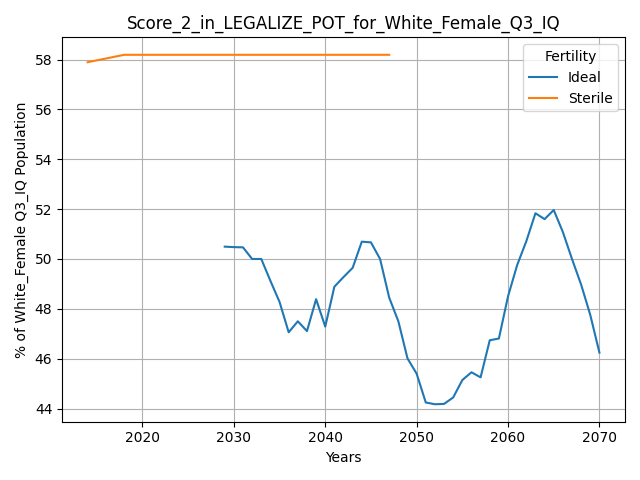 Score_2_in_LEGALIZE_POT_for_White_Female_Q3_IQ
% of White_Female Q3_IQ Population
58
56
54
52
50
48
46
44
Fertility
Ideal
Sterile
2020 2030 2040 2050 2060 2070
Years